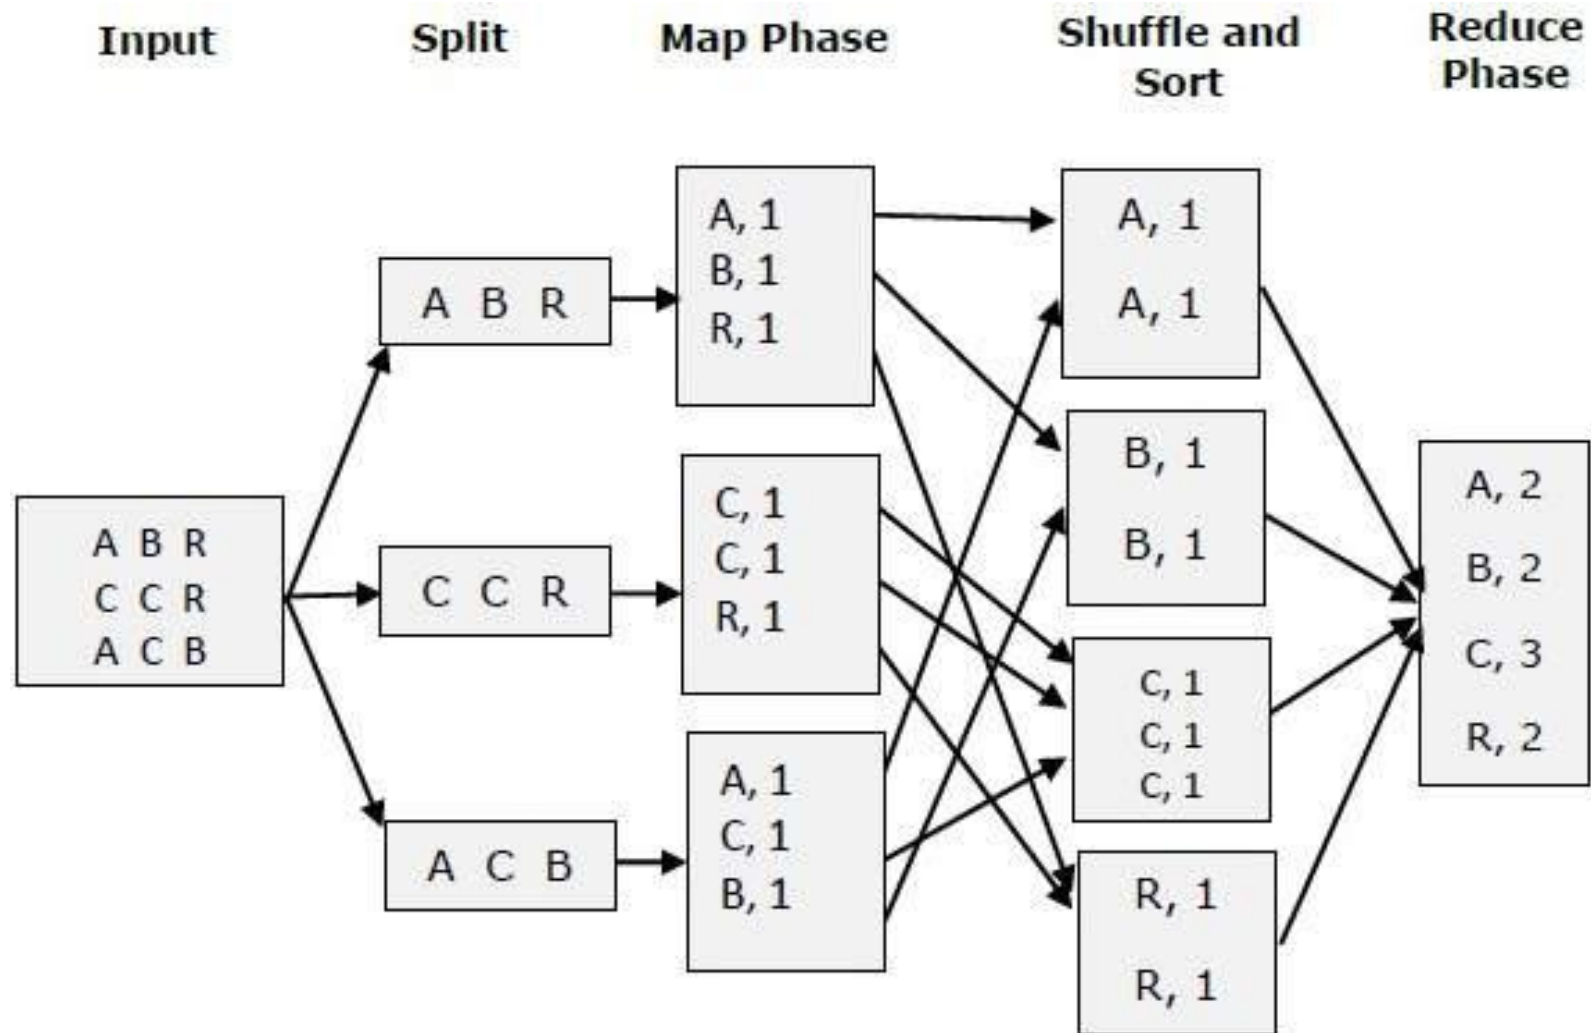 Input
Split
Map Phase
Shuffle and
Sort
Reduce
Phase
A B R
C C R
A C B
A B R
C C R
A C B
A, 1
B, 1
R, 1
C, 1
C, 1
R, 1
A, 1
C, 1
B, 1
A, 1
A, 1
B, 1
B, 1
C, 1
C, 1
C, 1
R, 1
R, 1
A, 2
B, 2
C, 3
R, 2